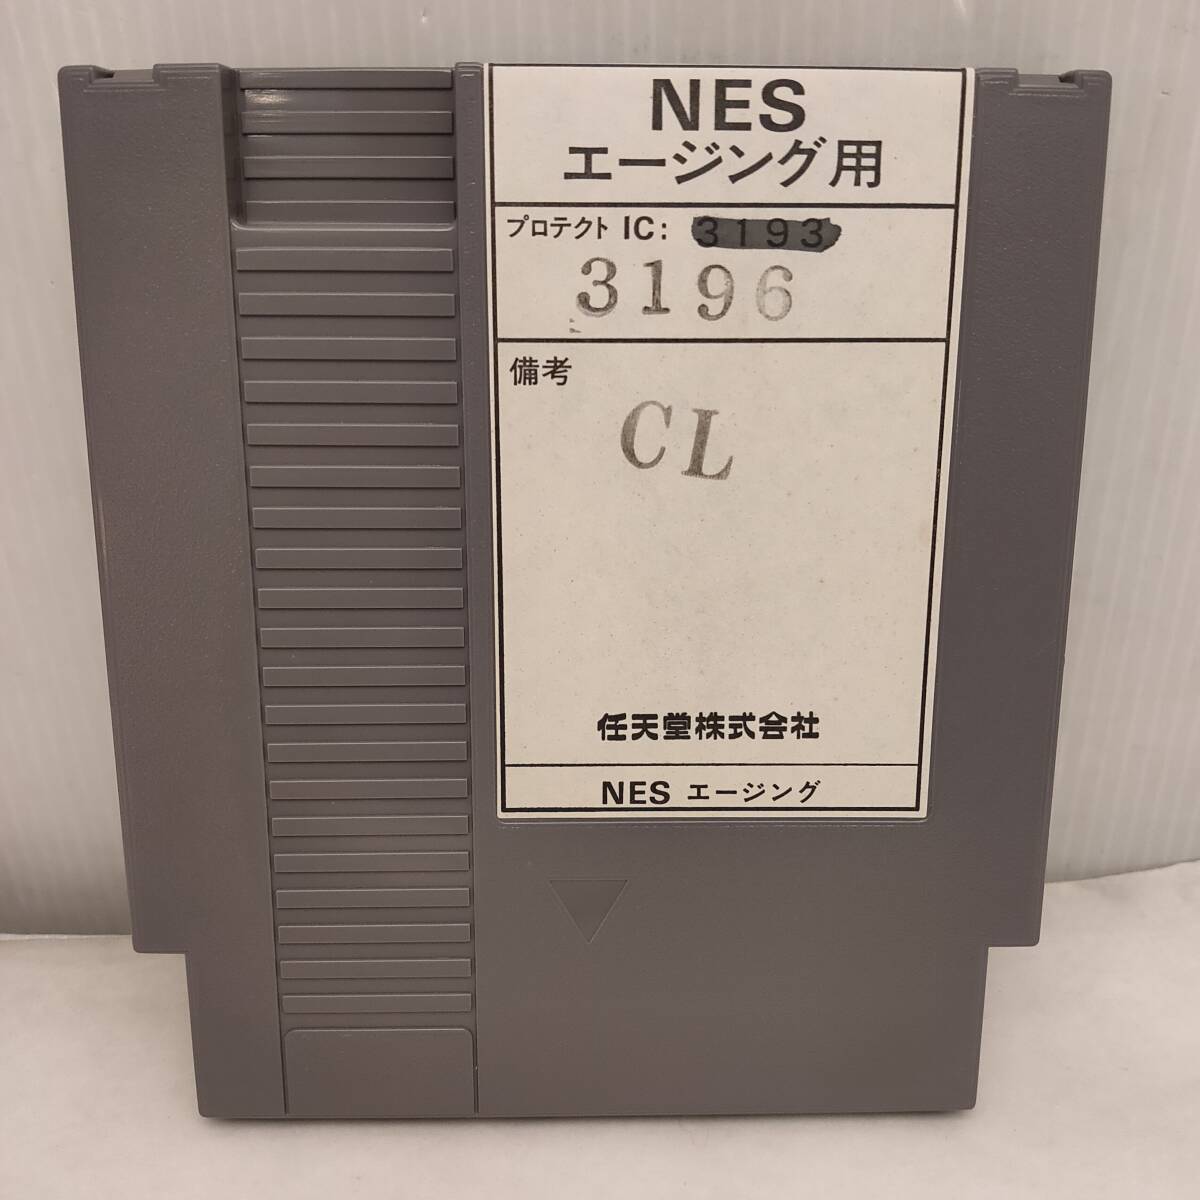 NES
エージング用
プロテクト IC: 3193
3196
備考
CL
任天堂株式会社
NES エージング